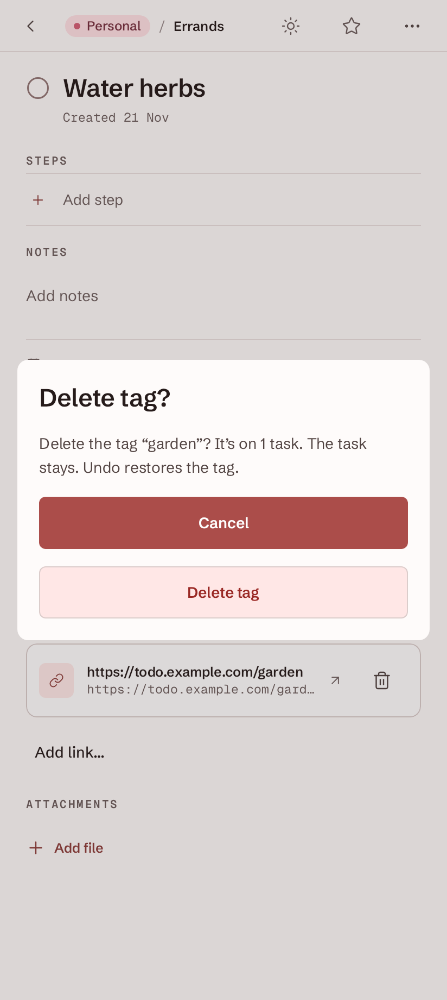 Personal / Errands
Water herbs
Created 21 Nov
STEPS
Add step
NOTES
Add notes
Delete tag?
Delete the tag “garden”? It’s on 1 task. The task
stays. Undo restores the tag.
Cancel
Delete tag
https://todo.example.com/garden
https://todo.example.com/gard…
Add link…
ATTACHMENTS
Add file